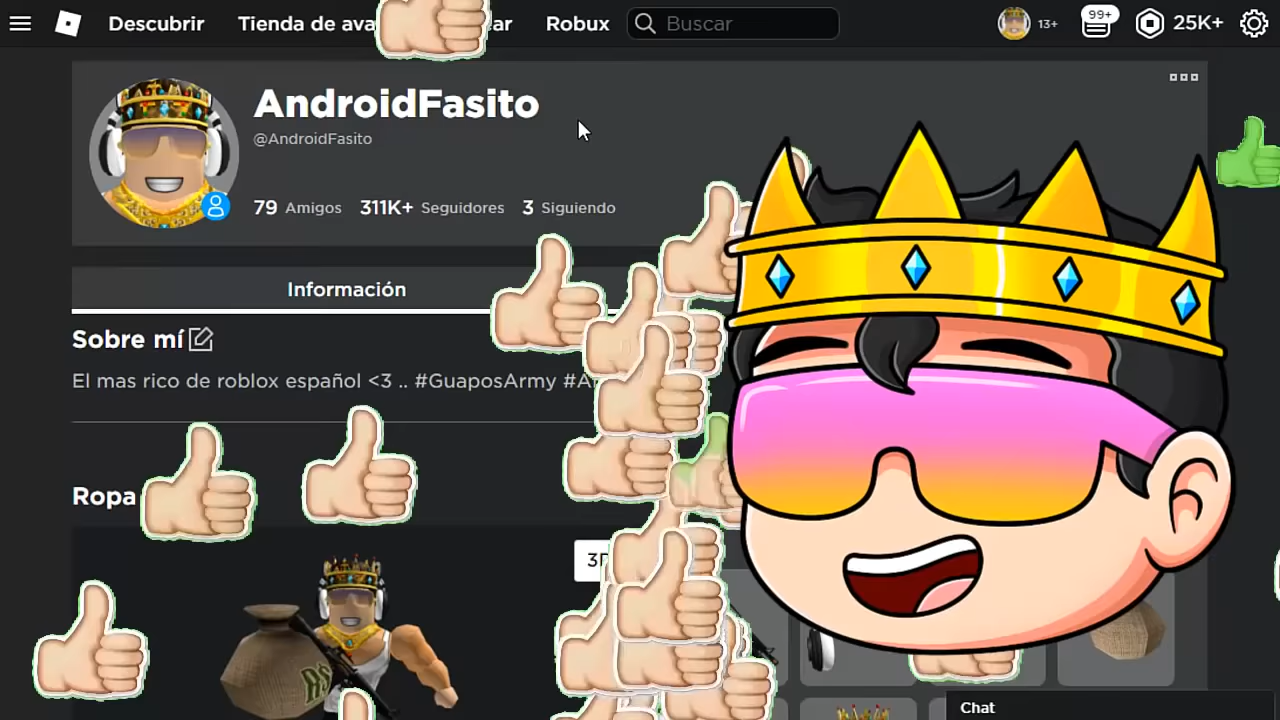 Descubrir Tienda de ava ar Robux Buscar 13+ 99+ 25K+
AndroidFasito
@AndroidFasito
79 Amigos 311K+ Seguidores 3 Siguiendo
Información
Sobre mí
El mas rico de roblox español <3 .. #GuaposArmy #A
Ropa
3D
R$
Chat